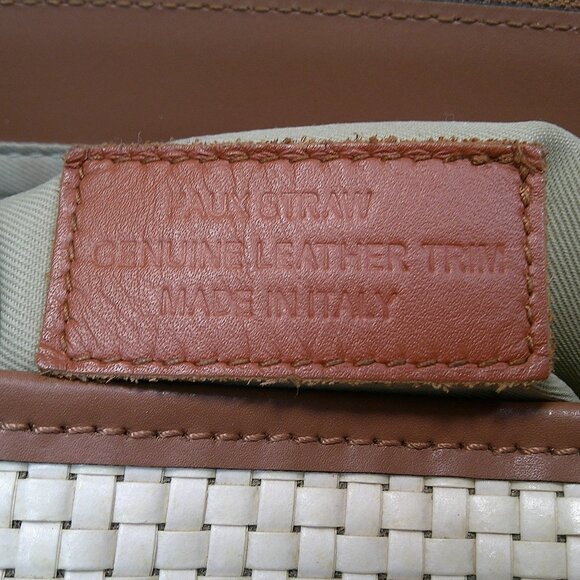 FAUX STRAW
GENUINE LEATHER TRIM
MADE IN ITALY